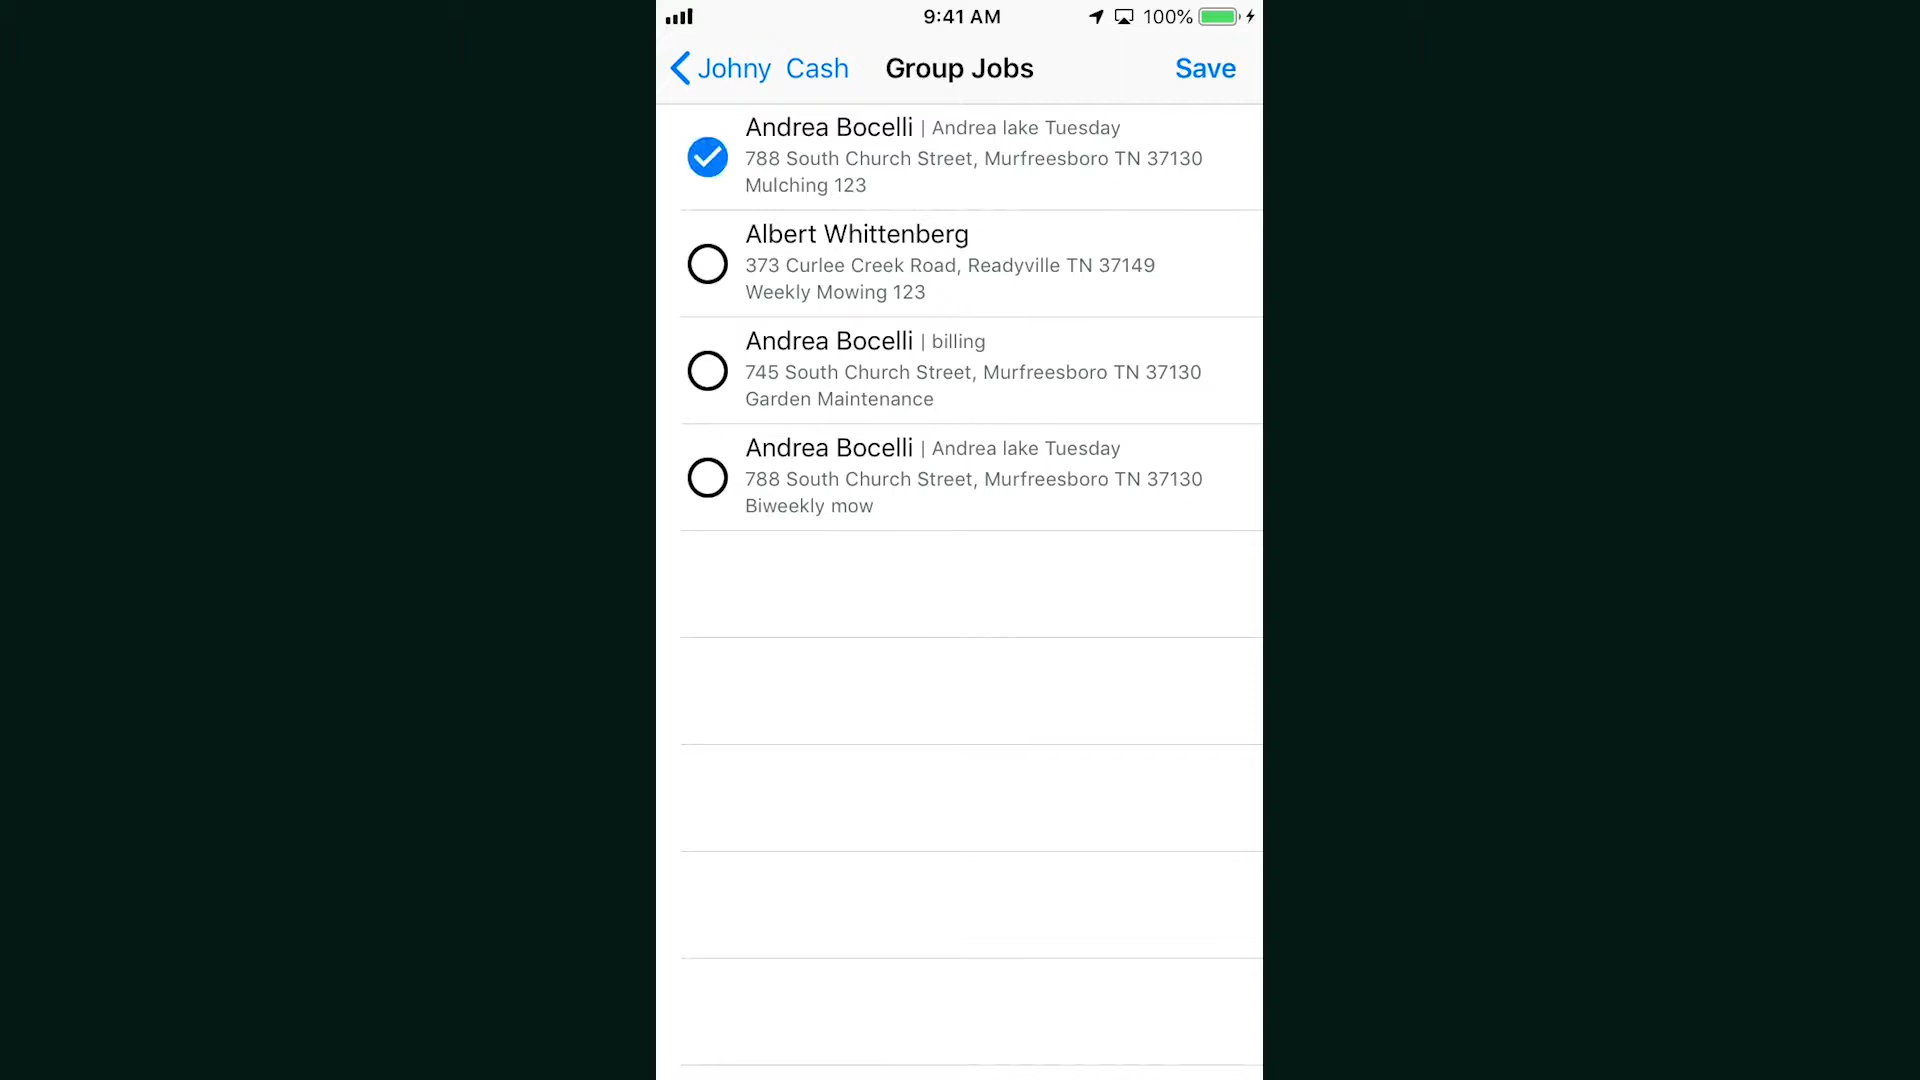 9:41 AM 100%
Johny Cash Group Jobs Save
Andrea Bocelli | Andrea lake Tuesday
788 South Church Street, Murfreesboro TN 37130
Mulching 123
Albert Whittenberg
373 Curlee Creek Road, Readyville TN 37149
Weekly Mowing 123
Andrea Bocelli | billing
745 South Church Street, Murfreesboro TN 37130
Garden Maintenance
Andrea Bocelli | Andrea lake Tuesday
788 South Church Street, Murfreesboro TN 37130
Biweekly mow